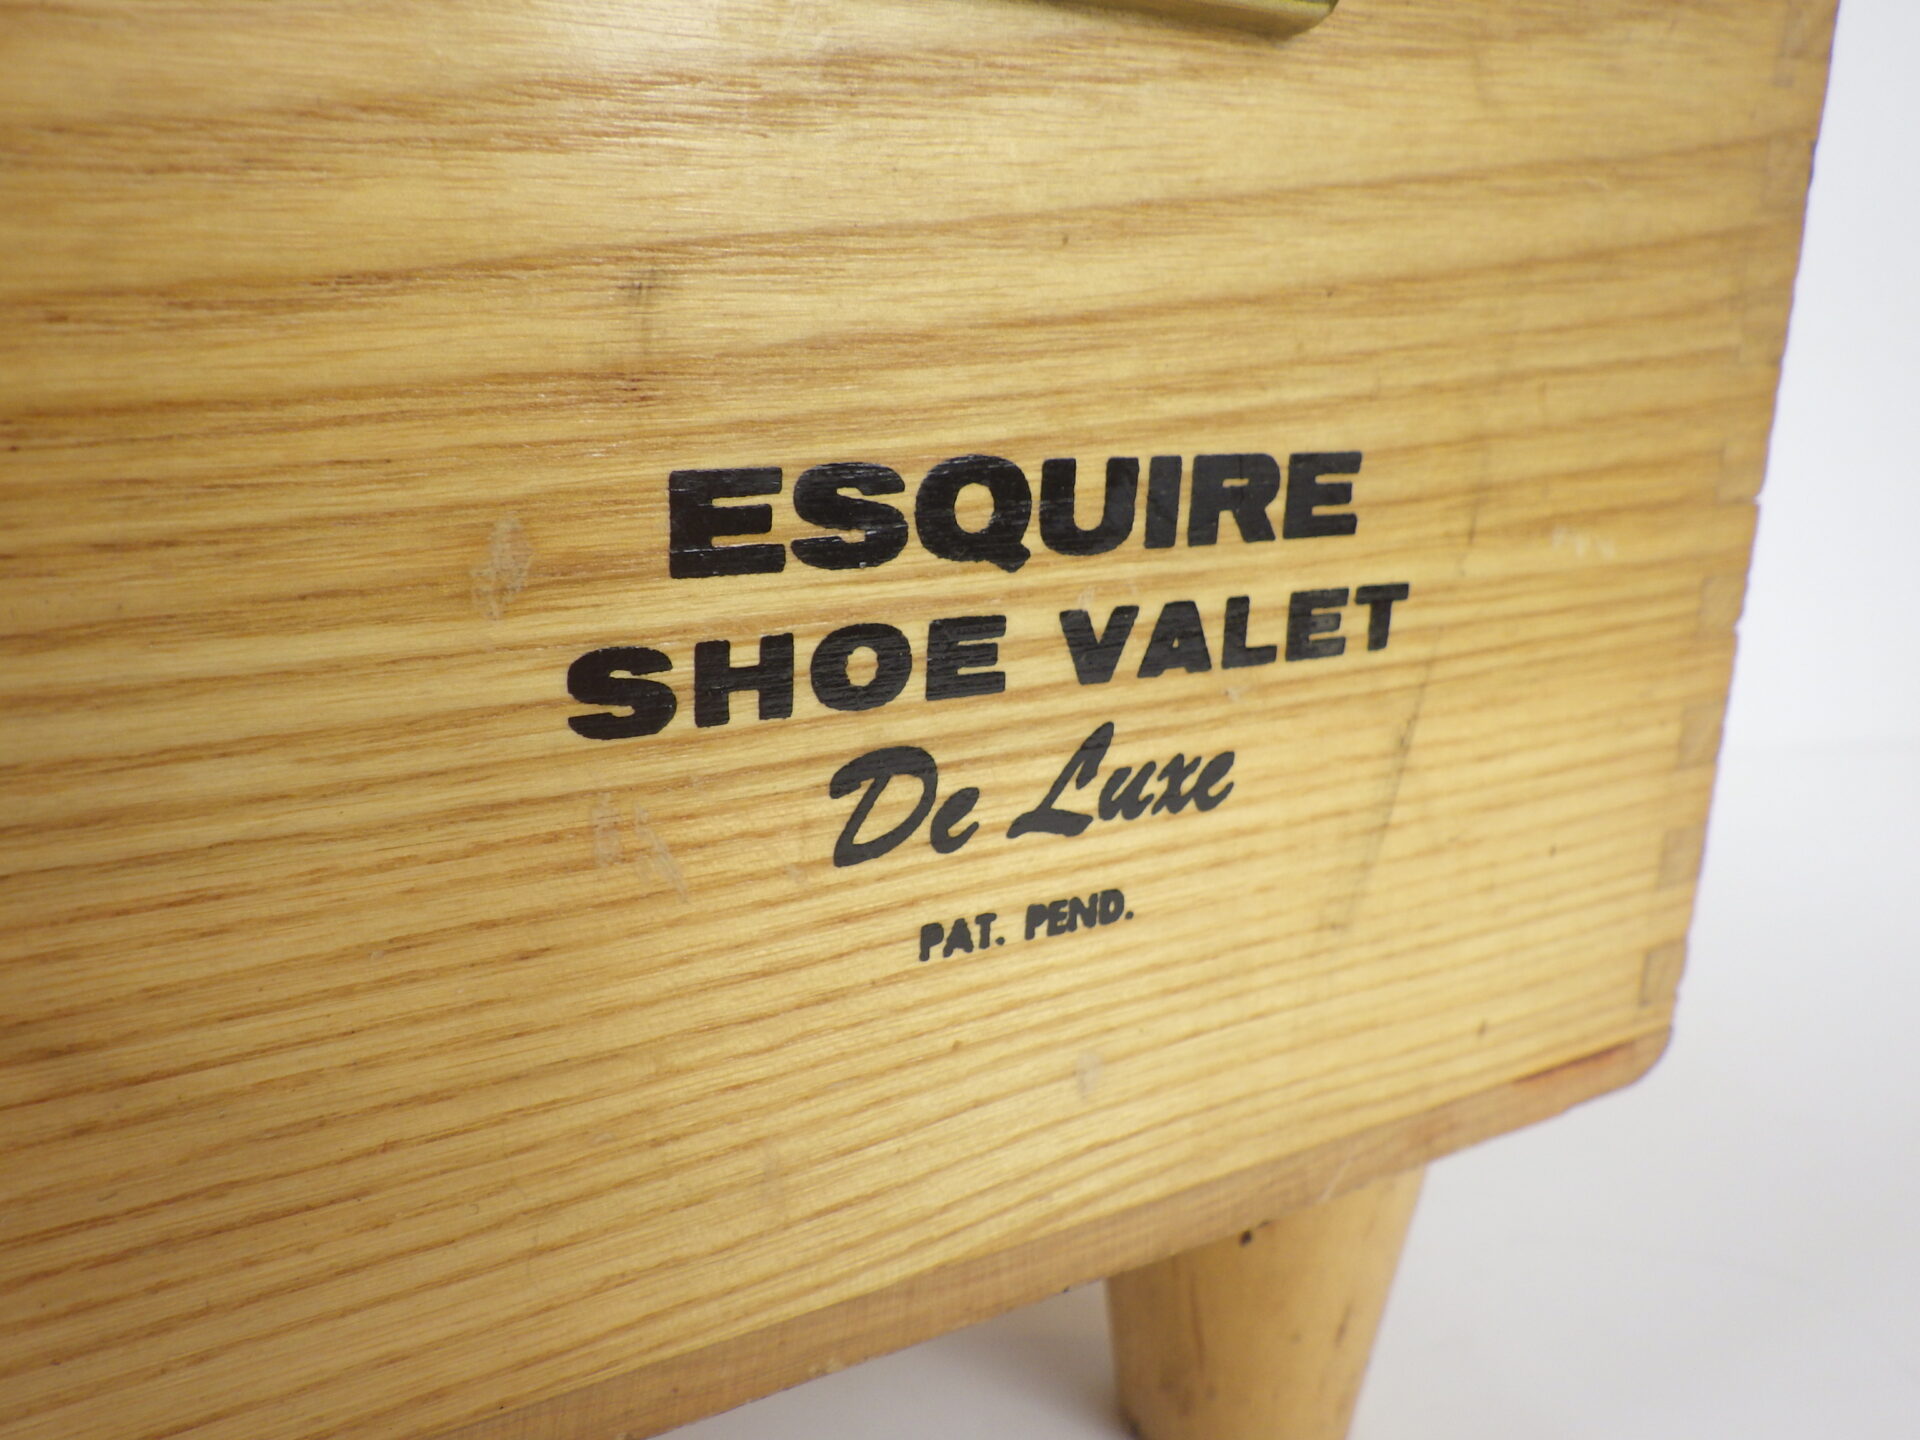 ESQUIRE
SHOE VALET
De Luxe
PAT. PEND.